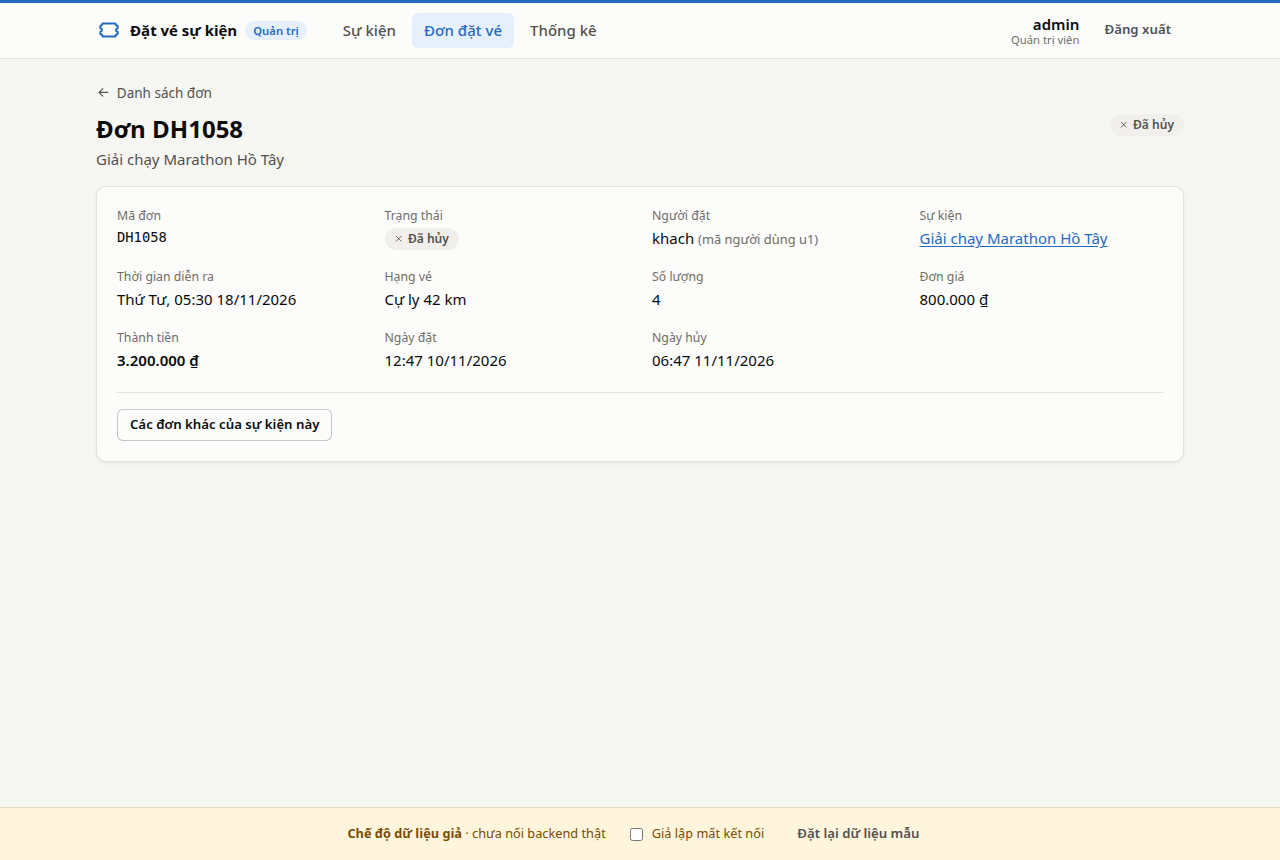 Đặt vé sự kiện Quản trị Sự kiện Đơn đặt vé Thống kê admin Quản trị viên Đăng xuất
← Danh sách đơn
Đơn DH1058 × Đã hủy
Giải chạy Marathon Hồ Tây
Mã đơn Trạng thái Người đặt Sự kiện
DH1058 × Đã hủy khach (mã người dùng u1) Giải chạy Marathon Hồ Tây
Thời gian diễn ra Hạng vé Số lượng Đơn giá
Thứ Tư, 05:30 18/11/2026 Cự ly 42 km 4 800.000 ₫
Thành tiền Ngày đặt Ngày hủy
3.200.000 ₫ 12:47 10/11/2026 06:47 11/11/2026
Các đơn khác của sự kiện này
Chế độ dữ liệu giả · chưa nối backend thật Giả lập mất kết nối Đặt lại dữ liệu mẫu